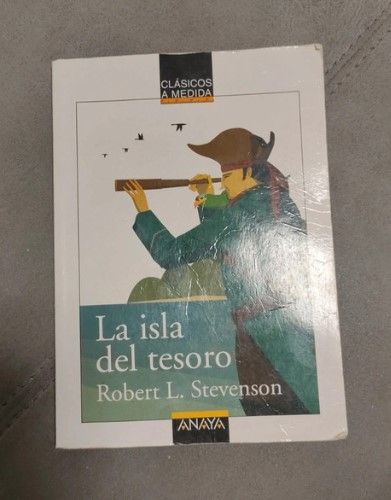 CLÁSICOS
A MEDIDA
La isla
del tesoro
Robert L. Stevenson
ANAYA